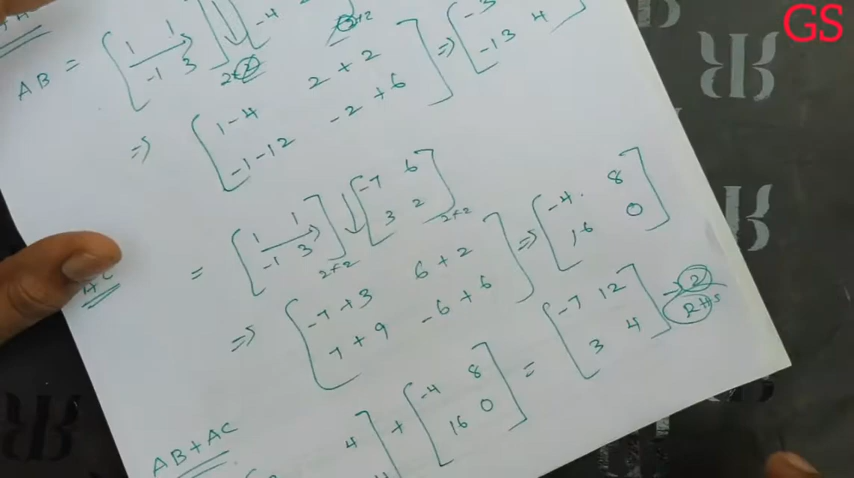 GS
AB = [1 1 -1 3]2×2 -4 2×2
=> [1-4 2+2 -1-12 -2+6] => [-3 -13 4]
= [1 1 -1 3]2×2 [-7 6 3 2]2×2
AC
=> [-7+3 6+2 7+9 -6+6] => [-4 8 16 0]
AB+AC
4] + [-4 8 16 0] = [-7 12 3 4] → 2 RHS